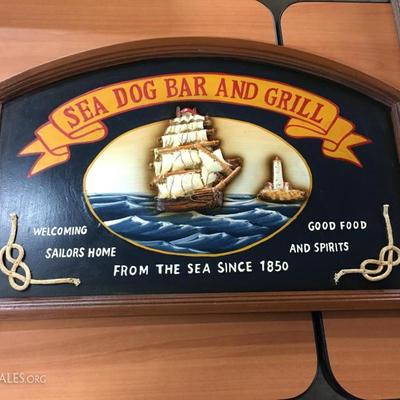 SEA DOG BAR AND GRILL
WELCOMING
SAILORS HOME
GOOD FOOD
AND SPIRITS
FROM THE SEA SINCE 1850
ALES.ORG